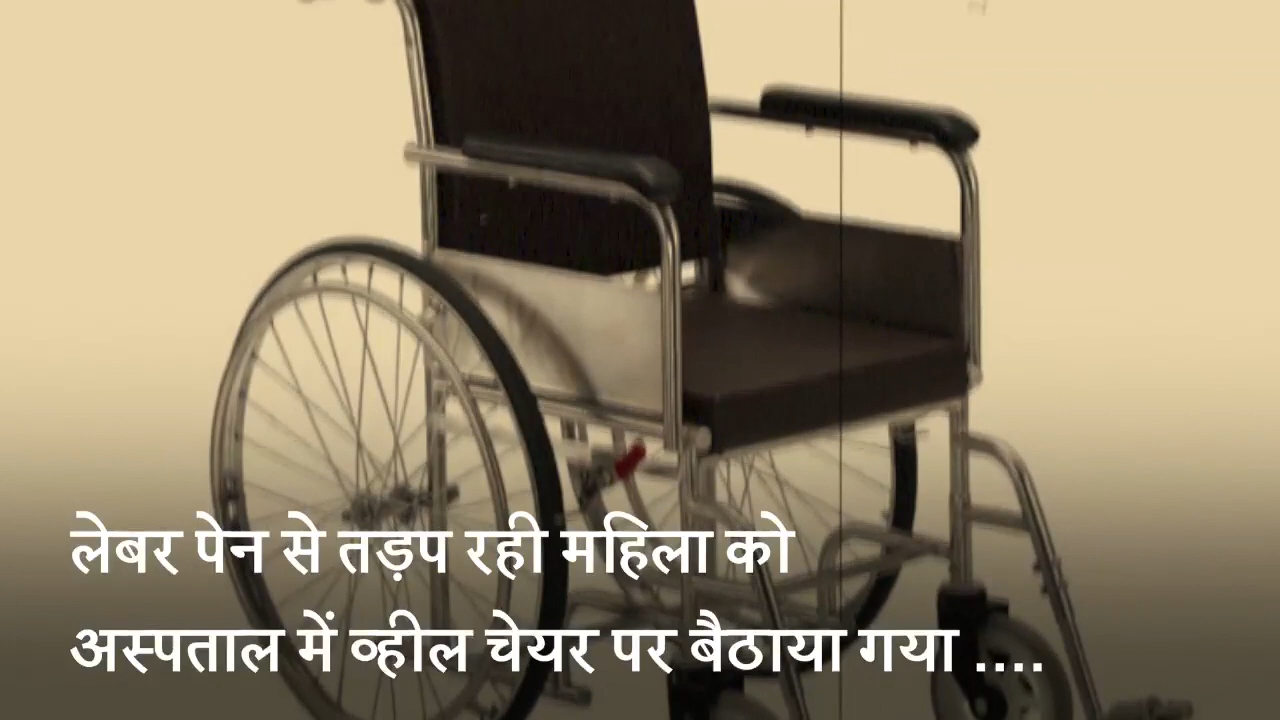 लेबर पेन से तड़प रही महिला को
अस्पताल में व्हील चेयर पर बैठाया गया ....